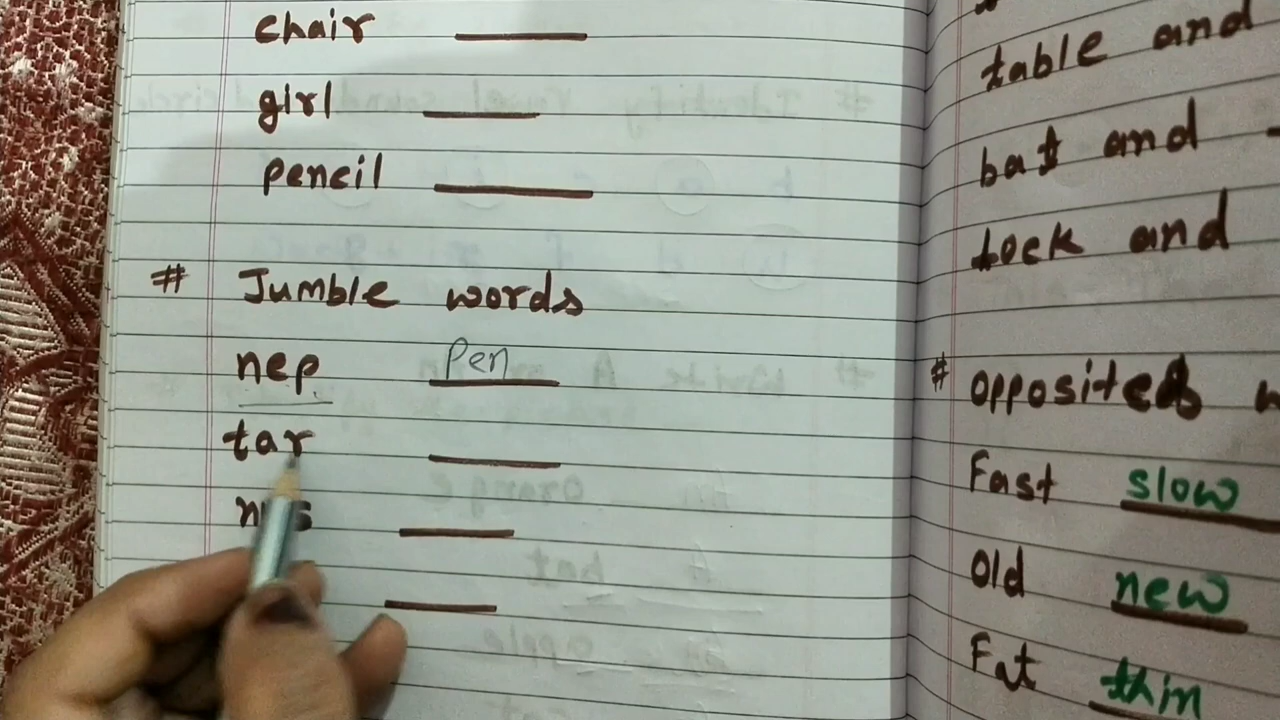 chair
girl
pencil
# Jumble words
nep pen
tar
table and
bat and
lock and
# opposites
Fast slow
Old new
Fat thin